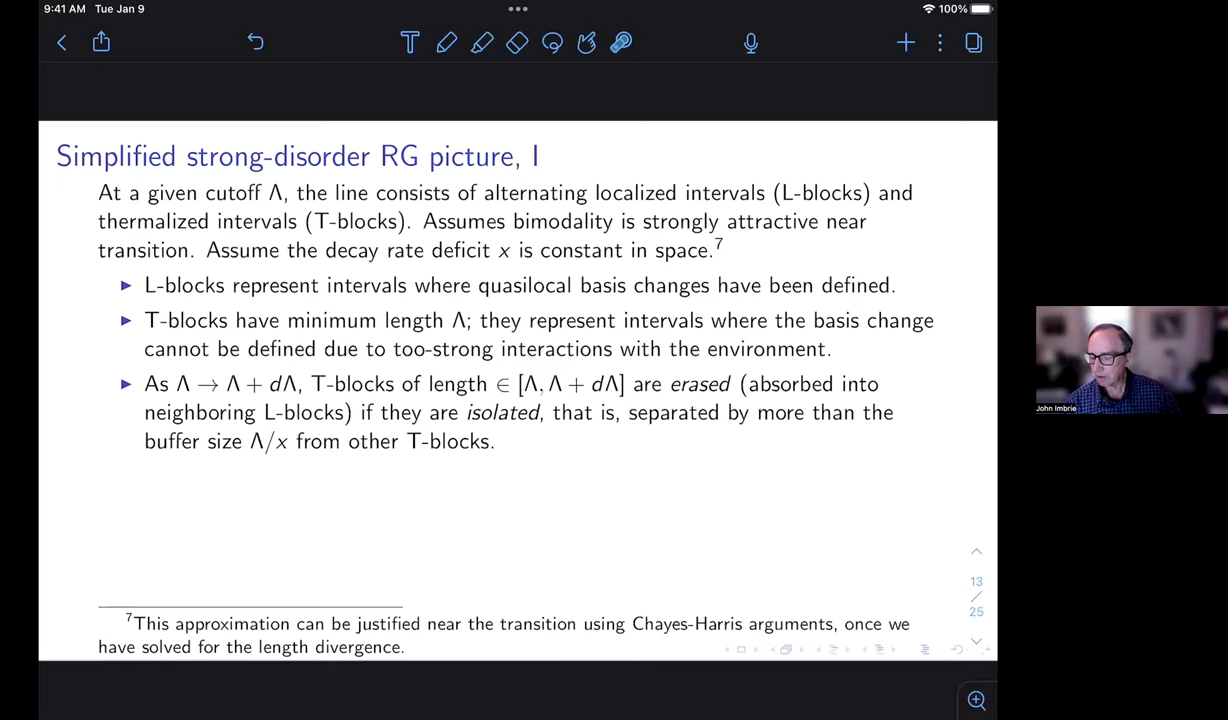 9:41 AM Tue Jan 9
100%
Simplified strong-disorder RG picture, I
At a given cutoff Λ, the line consists of alternating localized intervals (L-blocks) and
thermalized intervals (T-blocks). Assumes bimodality is strongly attractive near
transition. Assume the decay rate deficit x is constant in space.⁷
▶ L-blocks represent intervals where quasilocal basis changes have been defined.
▶ T-blocks have minimum length Λ; they represent intervals where the basis change
cannot be defined due to too-strong interactions with the environment.
▶ As Λ → Λ + dΛ, T-blocks of length ∈ [Λ, Λ + dΛ] are erased (absorbed into
neighboring L-blocks) if they are isolated, that is, separated by more than the
buffer size Λ/x from other T-blocks.
13
/
25
⁷This approximation can be justified near the transition using Chayes-Harris arguments, once we
have solved for the length divergence.
John Imbrie